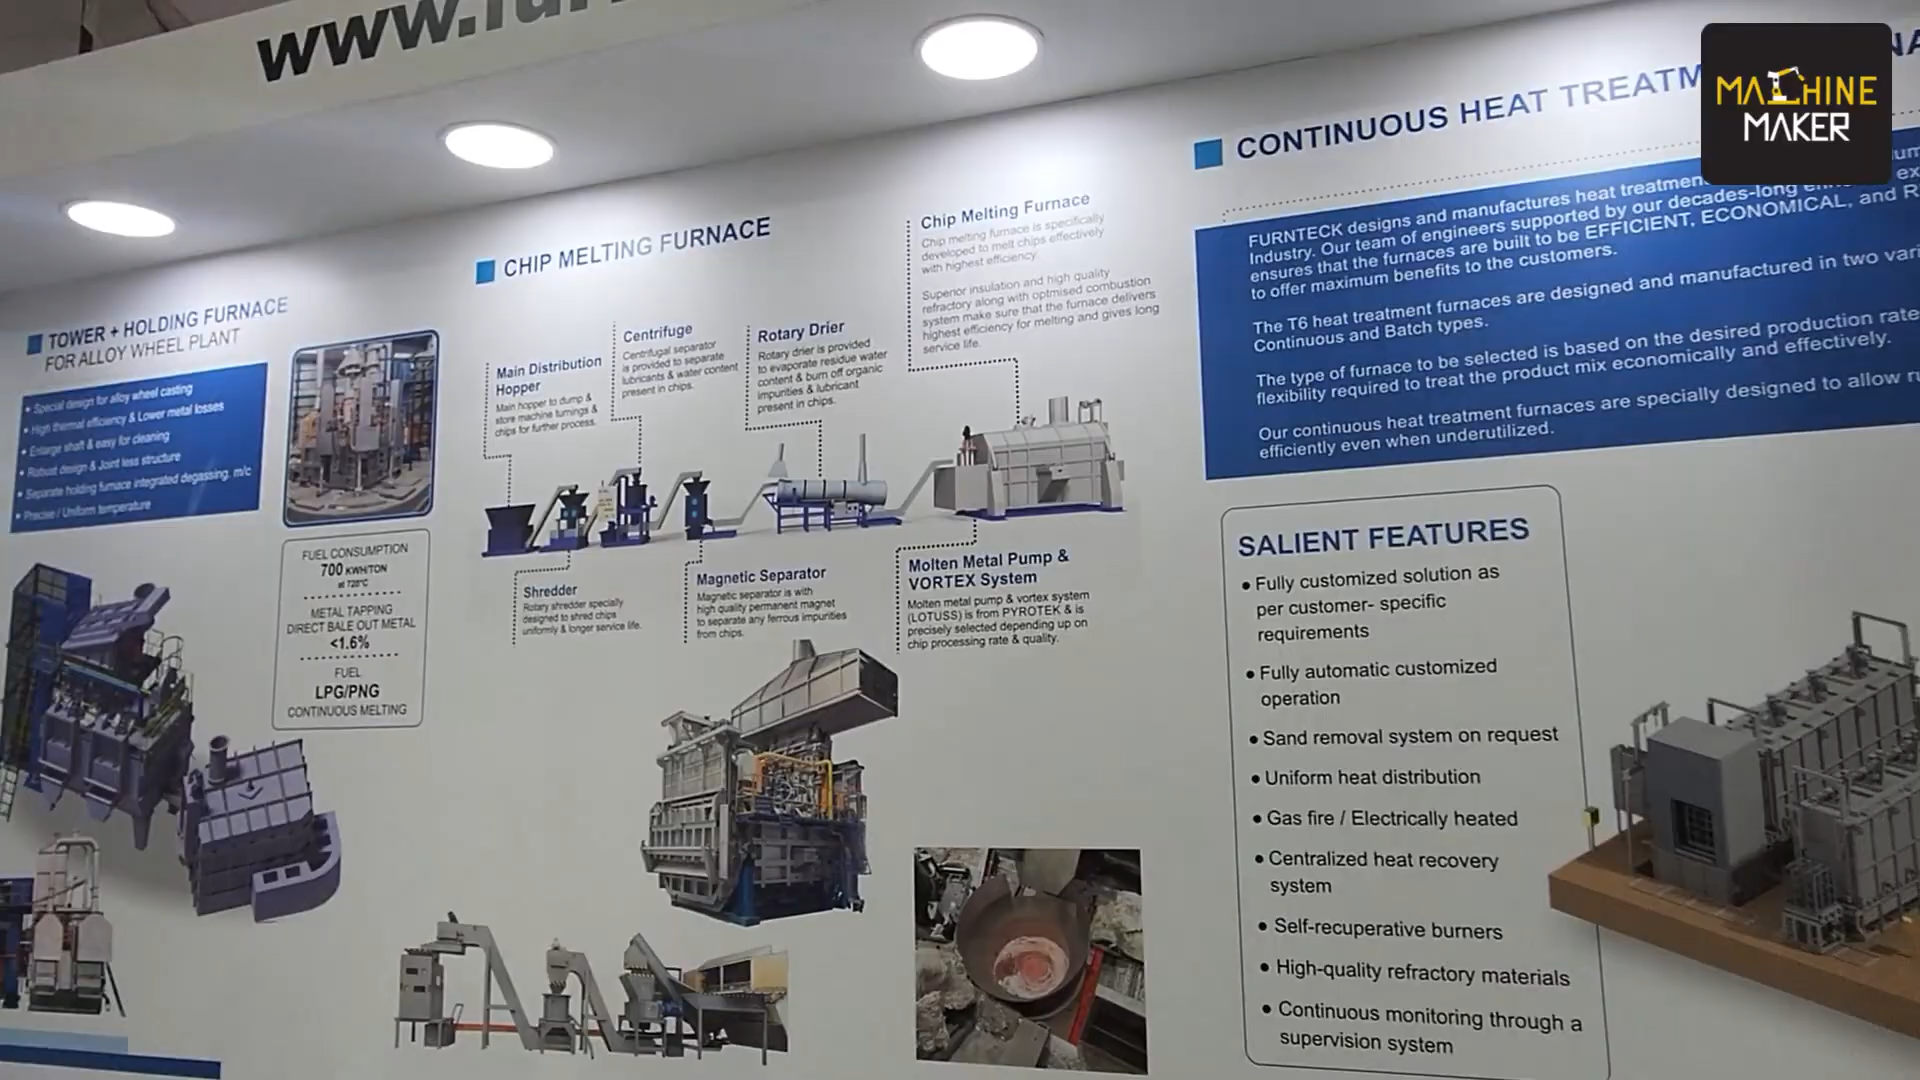 www.furn
MACHINE
MAKER
TOWER + HOLDING FURNACE
FOR ALLOY WHEEL PLANT
• Special design for alloy wheel casting
• High thermal efficiency & Lower metal losses
• Enlarge shaft & easy for cleaning
• Robust design & Joint less structure
• Separate holding furnace integrated degassing. m/c
• Precise / Uniform temperature
FUEL CONSUMPTION
700 KWH/TON
at 720°C
METAL TAPPING
DIRECT BALE OUT METAL
<1.6%
FUEL
LPG/PNG
CONTINUOUS MELTING
CHIP MELTING FURNACE
Main Distribution
Hopper
Main hopper to dump &
store machine turnings &
chips for further process.
Centrifuge
Centrifugal separator
is provided to separate
lubricants & water content
present in chips.
Rotary Drier
Rotary drier is provided
to evaporate residue water
content & burn off organic
impurities & lubricant
present in chips.
Chip Melting Furnace
Chip melting furnace is specifically
developed to melt chips effectively
with highest efficiency.
Superior insulation and high quality
refractory along with optmised combustion
system make sure that the furnace delivers
highest efficiency for melting and gives long
service life.
Shredder
Rotary shredder specially
designed to shred chips
uniformly & longer service life.
Magnetic Separator
Magnetic separator is with
high quality permanent magnet
to separate any ferrous impurities
from chips.
Molten Metal Pump &
VORTEX System
Molten metal pump & vortex system
(LOTUSS) is from PYROTEK & is
precisely selected depending up on
chip processing rate & quality.
CONTINUOUS HEAT TREATM
FURNTECK designs and manufactures heat treatmen
Industry. Our team of engineers supported by our decades-long ex
ensures that the furnaces are built to be EFFICIENT, ECONOMICAL, and R
to offer maximum benefits to the customers.
The T6 heat treatment furnaces are designed and manufactured in two vari
Continuous and Batch types.
The type of furnace to be selected is based on the desired production rate
flexibility required to treat the product mix economically and effectively.
Our continuous heat treatment furnaces are specially designed to allow ru
efficiently even when underutilized.
SALIENT FEATURES
• Fully customized solution as
per customer- specific
requirements
• Fully automatic customized
operation
• Sand removal system on request
• Uniform heat distribution
• Gas fire / Electrically heated
• Centralized heat recovery
system
• Self-recuperative burners
• High-quality refractory materials
• Continuous monitoring through a
supervision system